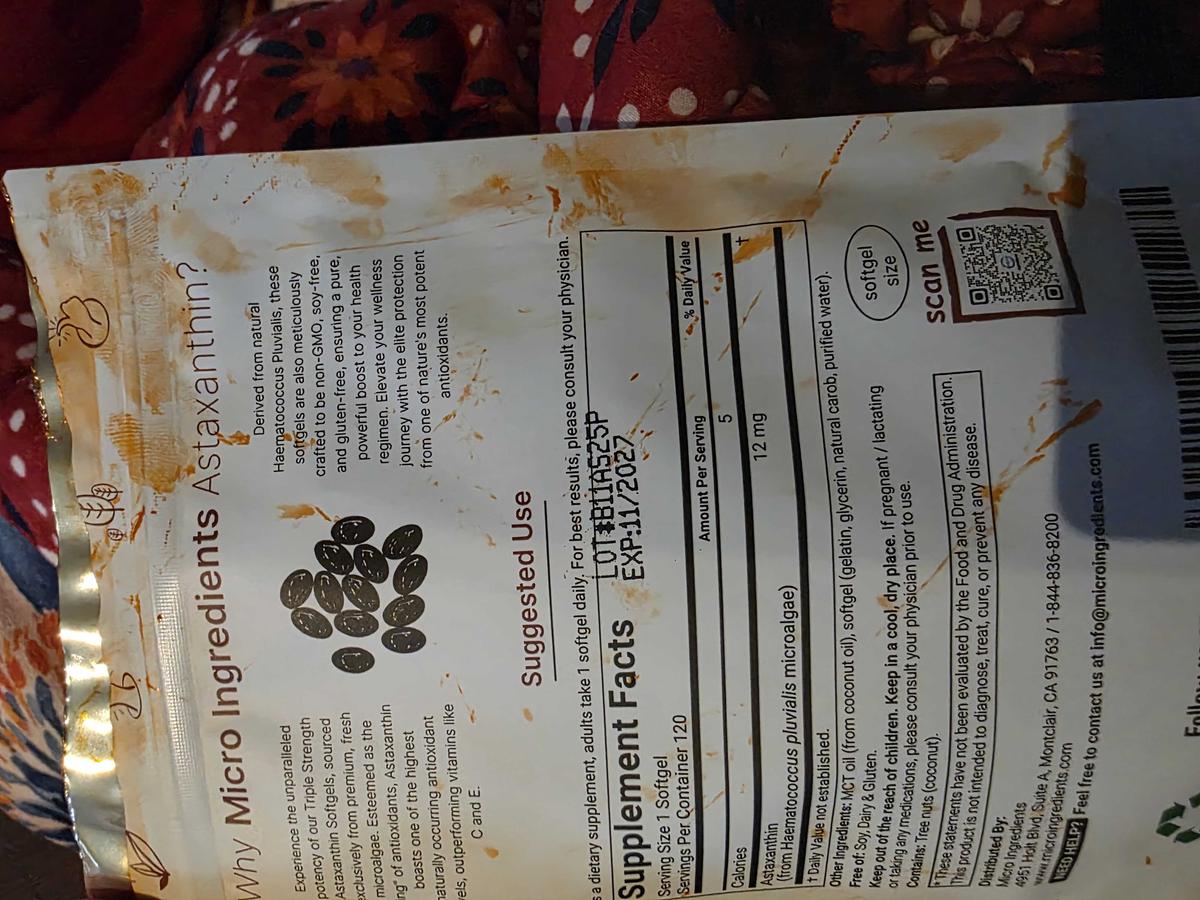 Why Micro Ingredients Astaxanthin?
Experience the unparalleled
potency of our Triple Strength
Astaxanthin Softgels, sourced
exclusively from premium, fresh
microalgae. Esteemed as the
of antioxidants, Astaxanthin
boasts one of the highest
naturally occurring antioxidant
outperforming vitamins like
C and E.
Derived from natural
Haematococcus Pluvialis, these
softgels are also meticulously
crafted to be non-GMO, soy-free,
and gluten-free, ensuring a pure,
powerful boost to your health
regimen. Elevate your wellness
journey with the elite protection
from one of nature's most potent
antioxidants.
Suggested Use
a dietary supplement, adults take 1 softgel daily. For best results, please consult your physician.
LOT#B11A525P
EXP:11/2027
Supplement Facts
Serving Size 1 Softgel
Servings Per Container 120
Amount Per Serving % Daily Value
Calories 5
Astaxanthin 12 mg †
(from Haematococcus pluvialis microalgae)
† Daily Value not established.
Other Ingredients: MCT oil (from coconut oil), softgel (gelatin, glycerin, natural carob, purified water).
Free of: Soy, Dairy & Gluten.
Keep out of the reach of children. Keep in a cool, dry place. If pregnant / lactating
or taking any medications, please consult your physician prior to use.
Contains: Tree nuts (coconut).
softgel
size
scan me
*These statements have not been evaluated by the Food and Drug Administration.
This product is not intended to diagnose, treat, cure, or prevent any disease.
Distributed By:
Micro Ingredients
4951 Holt Blvd, Suite A, Montclair, CA 91763 / 1-844-836-8200
www.microingredients.com
NEED HELP? Feel free to contact us at info@microingredients.com